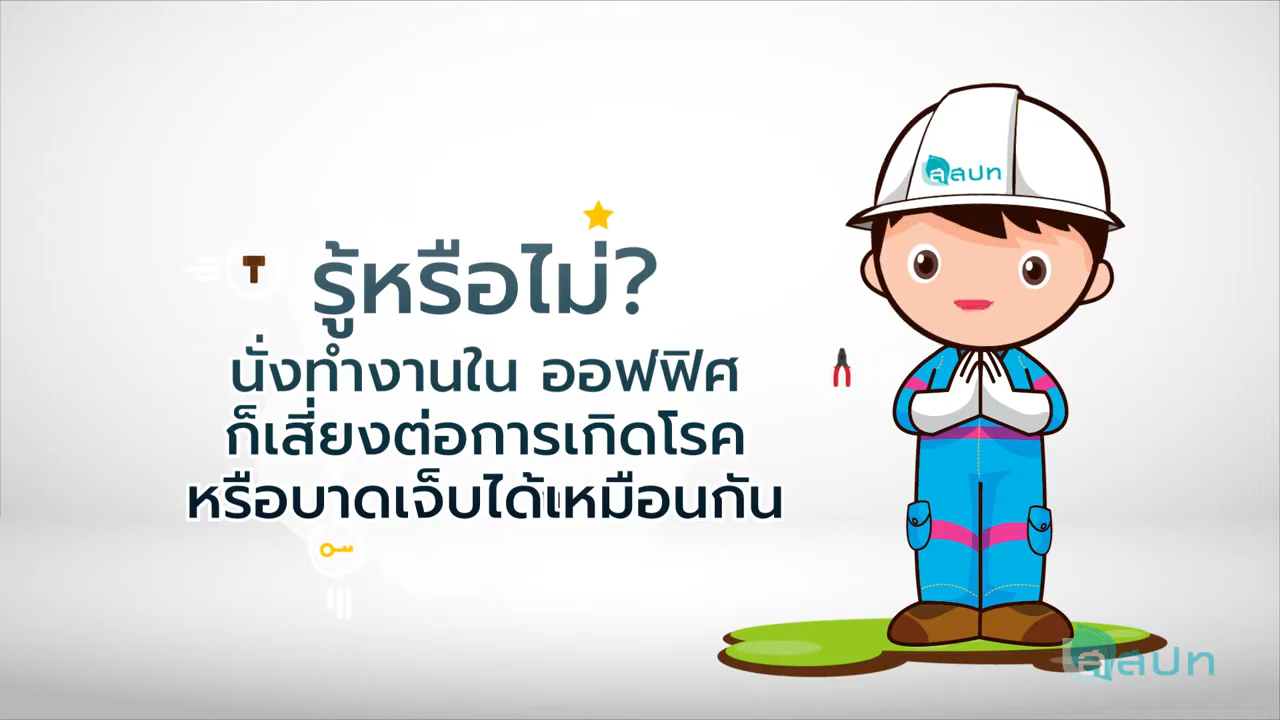 สสปท
รู้หรือไม่?
นั่งทำงานใน ออฟฟิศ
ก็เสี่ยงต่อการเกิดโรค
หรือบาดเจ็บได้เหมือนกัน
สสปท